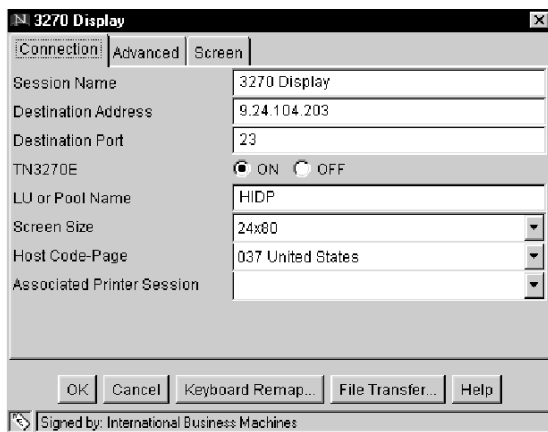 3270 Display
Connection Advanced Screen
Session Name 3270 Display
Destination Address 9.24.104.203
Destination Port 23
TN3270E ON OFF
LU or Pool Name HIDP
Screen Size 24x80
Host Code-Page 037 United States
Associated Printer Session
OK Cancel Keyboard Remap... File Transfer... Help
Signed by: International Business Machines